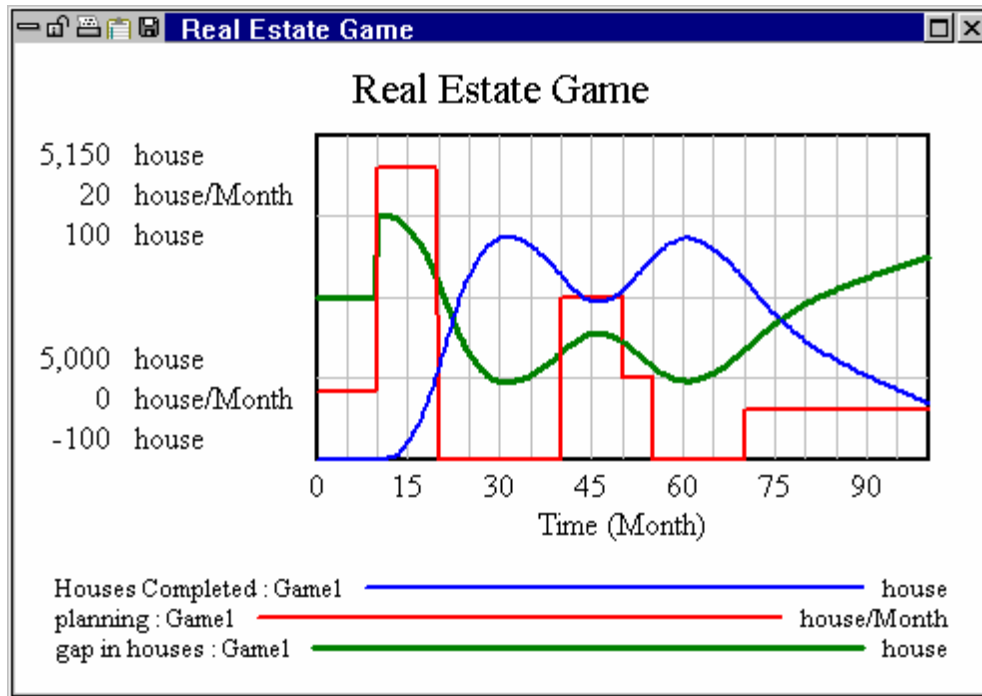 Real Estate Game
Real Estate Game
5,150 house
20 house/Month
100 house
5,000 house
0 house/Month
-100 house
0 15 30 45 60 75 90
Time (Month)
Houses Completed : Game1 house
planning : Game1 house/Month
gap in houses : Game1 house